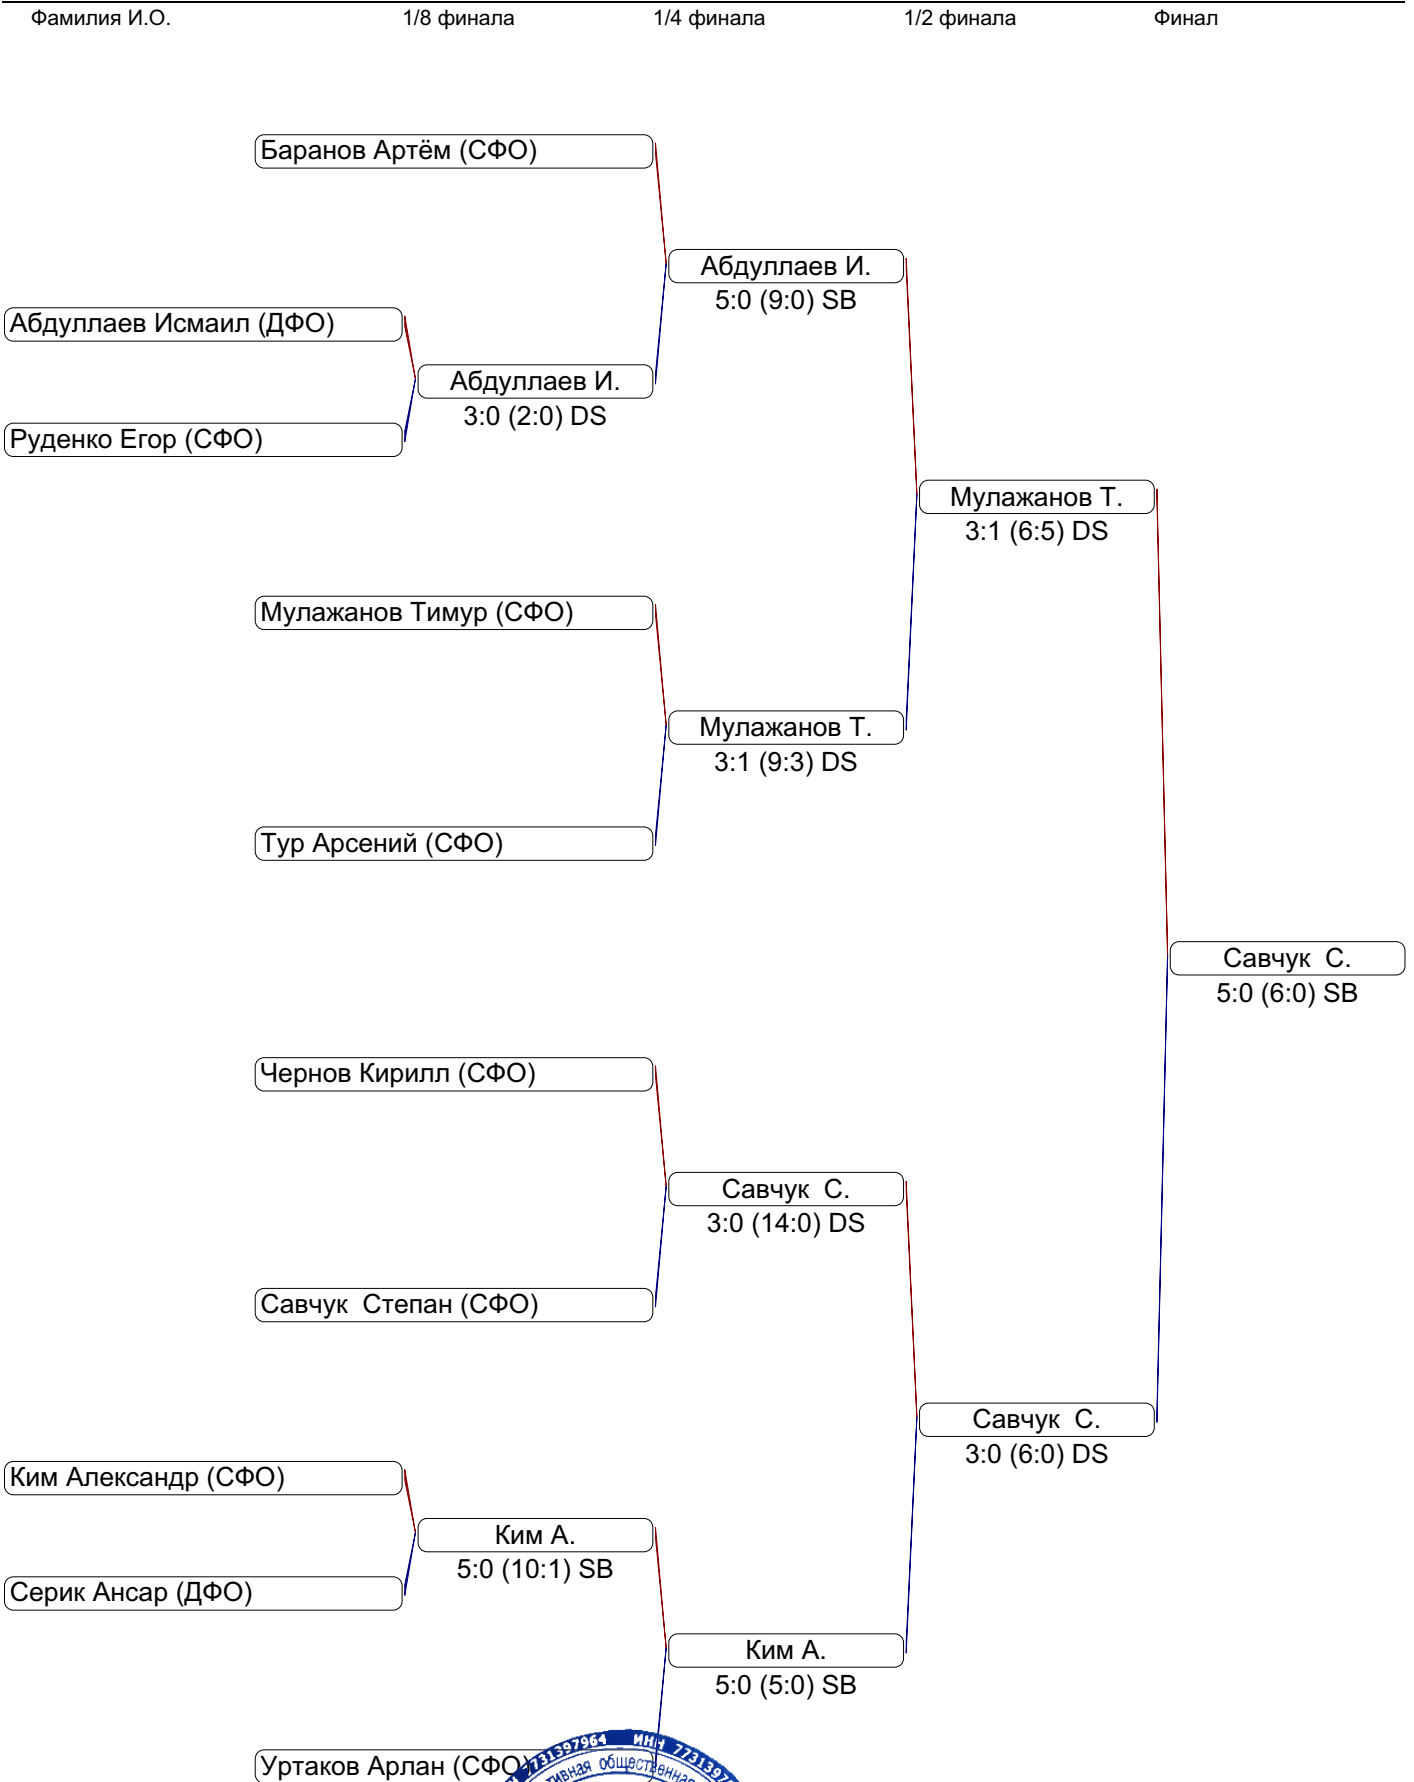 Фамилия И.О. 1/8 финала 1/4 финала 1/2 финала Финал
Баранов Артём (СФО)
Абдуллаев И.
5:0 (9:0) SB
Абдуллаев Исмаил (ДФО)
Абдуллаев И.
3:0 (2:0) DS
Руденко Егор (СФО)
Мулажанов Т.
3:1 (6:5) DS
Мулажанов Тимур (СФО)
Мулажанов Т.
3:1 (9:3) DS
Тур Арсений (СФО)
Савчук С.
5:0 (6:0) SB
Чернов Кирилл (СФО)
Савчук С.
3:0 (14:0) DS
Савчук Степан (СФО)
Савчук С.
3:0 (6:0) DS
Ким Александр (СФО)
Ким А.
5:0 (10:1) SB
Серик Ансар (ДФО)
Ким А.
5:0 (5:0) SB
Уртаков Арлан (СФО)
ИНН